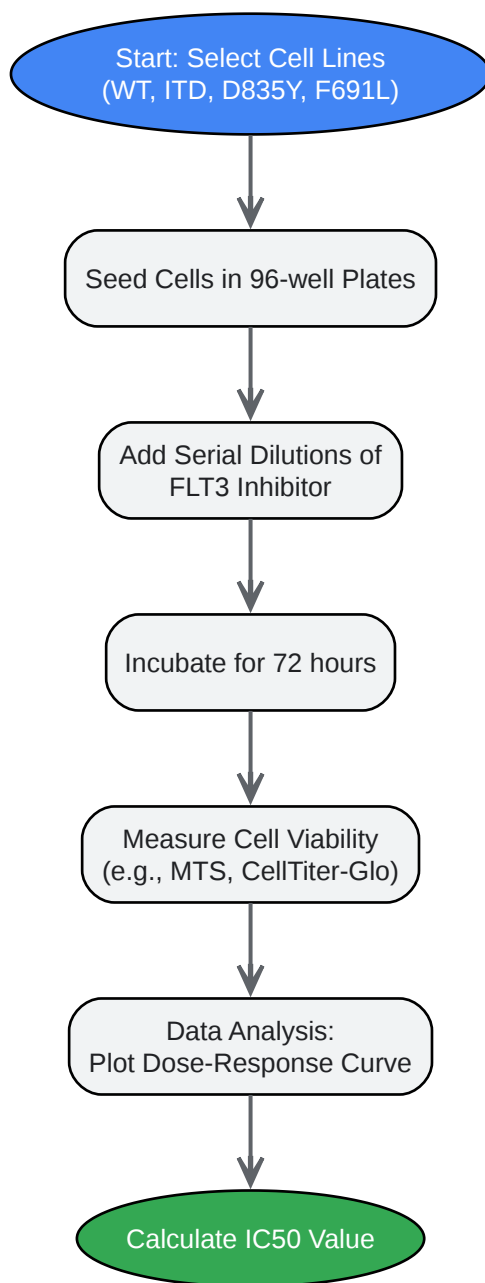 Start: Select Cell Lines
(WT, ITD, D835Y, F691L)
Seed Cells in 96-well Plates
Add Serial Dilutions of
FLT3 Inhibitor
Incubate for 72 hours
Measure Cell Viability
(e.g., MTS, CellTiter-Glo)
Data Analysis:
Plot Dose-Response Curve
Calculate IC50 Value